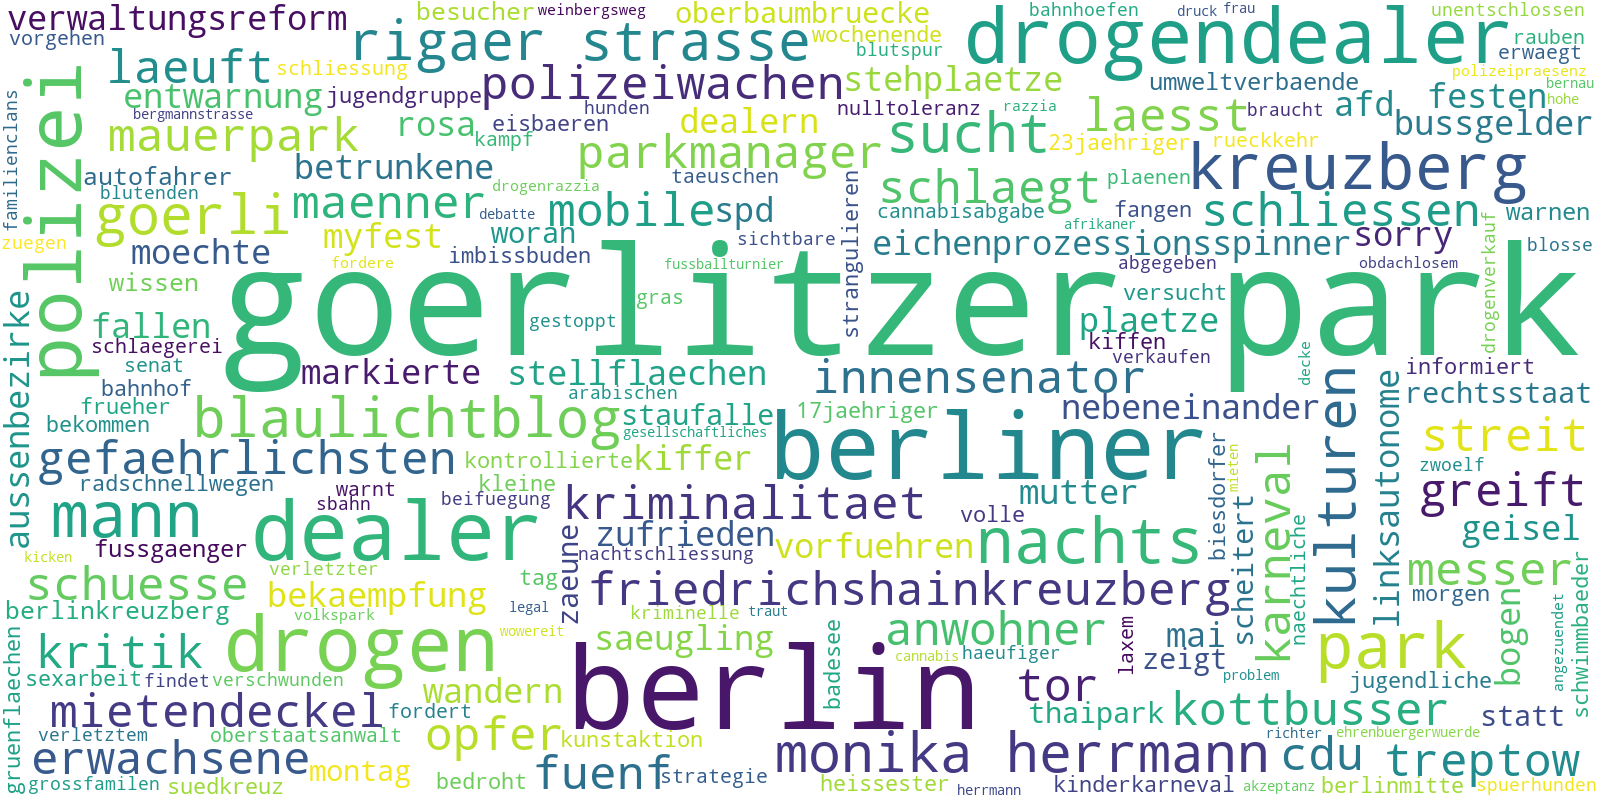 verwaltungsreform
besucher
weinbergsweg
oberbaumbruecke
drogendealer
bahnhoefen
druck
frau
unentschlossen
vorgehen
laeuft
schliessung
rigaer strasse
wochenende
blutspur
rauben
erwaegt
polizeipraesenz
polizei
familienclans
entwarnung
jugendgruppe
polizeiwachen
stehplaetze
umweltverbaende
afd
festen
bernau
hohe
bergmannstrasse
mauerpark
rosa
kampf
hunden
eisbaeren
dealern
nulltoleranz
razzia
laesst
braucht
bussgelder
sucht
23jaehriger
rueckkehr
autofahrer
blutenden
betrunkene
parkmanager
taeuschen
strangulieren
schlaegt
plaenen
kreuzberg
goerli
maenner
drogenrazzia
debatte
mobile
spd
cannabisabgabe
fangen
schliessen
warnen
zuegen
moechte
myfest
woran
sichtbare
afrikaner
eichenprozessionsspinner
sorry
drogenverkauf
blosse
wissen
fordere
imbissbuden
fussballturnier
abgegeben
obdachlosem
goerlitzer park
gras
versucht
aussenbezirke
fallen
gestoppt
plaetze
schlaegerei
kiffen
verkaufen
decke
senat
markierte
stellflaechen
innensenator
informiert
bahnhof
arabischen
kulturen
linksautonome
rechtsstaat
frueher
bekommen
blaulichtblog
staufalle
17jaehriger
nebeneinander
gesellschaftliches
berliner
streit
gefaehrlichsten
kontrollierte
kiffer
biesdorfer
mieten
karneval
zwoelf
radschnellwegen
warnt
kleine
sbahn
beifuegung
kriminalitaet
mutter
greift
mann
dealer
volle
scheitert
geisel
fussgaenger
zaeune
zufrieden
nachtschliessung
vorfuehren
nachts
naechtliche
kicken
schuesse
verletzter
bekaempfung
tag
friedrichshainkreuzberg
messer
schwimmbaeder
morgen
angezuendet
berlinkreuzberg
volkspark
legal
kriminelle
traut
laxem
gruenflaechen
kritik
drogen
wowereit
saeugling
badesee
anwohner
mai
park
bogen
cannabis
haeufiger
zeigt
sexarbeit
findet
verschwunden
wandern
berlin
tor
problem
jugendliche
mietendeckel
fordert
thaipark
kottbusser
statt
verletztem
oberstaatsanwalt
opfer
kunstaktion
richter
ehrenbuergerwuerde
erwachsene
montag
monika herrmann
cdu
treptow
grossfamilen
suedkreuz
bedroht
fuenf
strategie
heissester
herrmann
kinderkarneval
akzeptanz
berlinmitte
spuerhunden